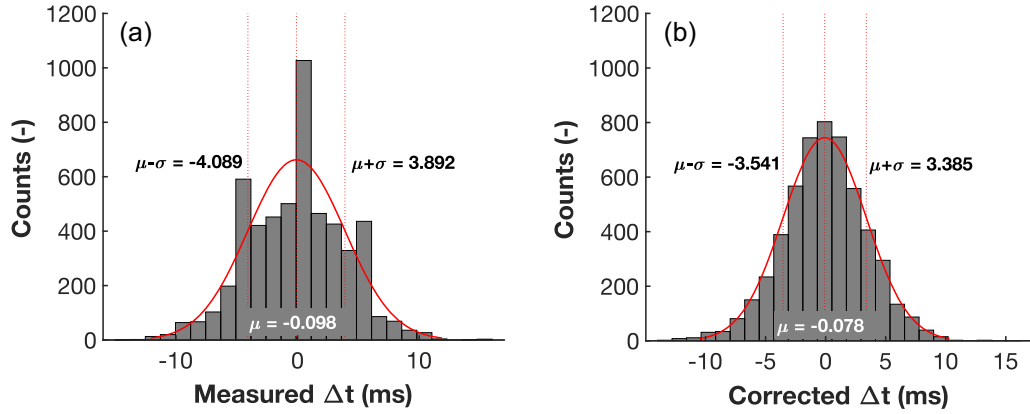 (a)
1200
1000
800
600
400
200
0
Counts (-)
μ-σ = -4.089
μ+σ = 3.892
μ = -0.098
-10
0
10
Measured Δt (ms)
(b)
1200
1000
800
600
400
200
0
Counts (-)
μ-σ = -3.541
μ+σ = 3.385
μ = -0.078
-10
-5
0
5
10
15
Corrected Δt (ms)